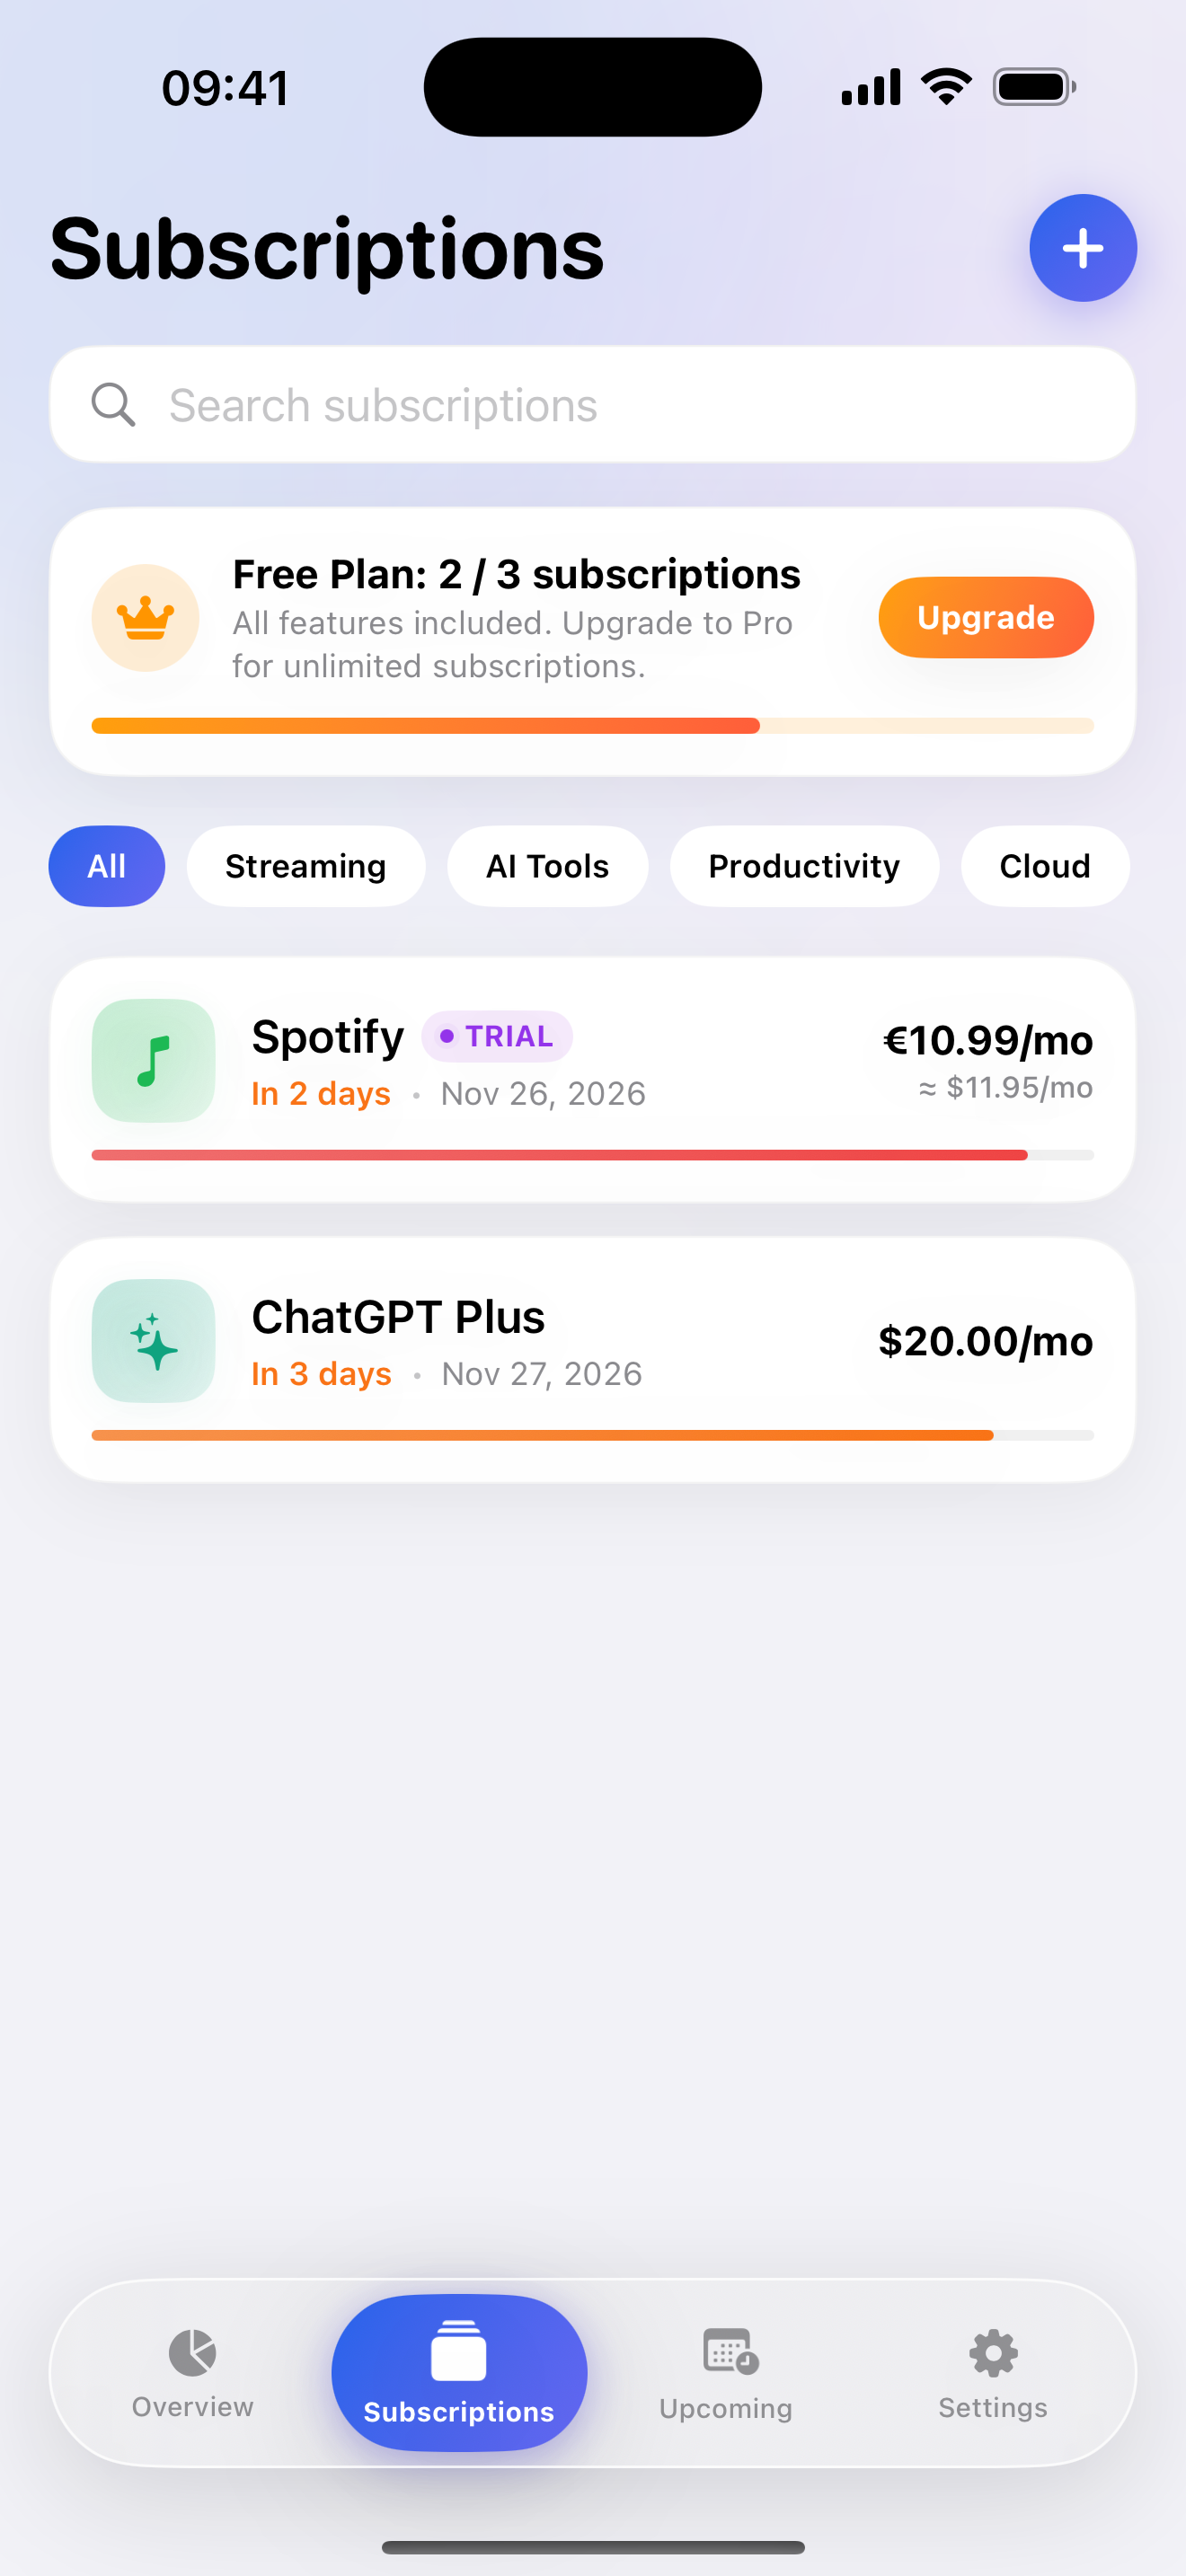 09:41
Subscriptions
Search subscriptions
Free Plan: 2 / 3 subscriptions
All features included. Upgrade to Pro
for unlimited subscriptions.
Upgrade
All
Streaming
AI Tools
Productivity
Cloud
Spotify
TRIAL
€10.99/mo
In 2 days • Nov 26, 2026
≈ $11.95/mo
ChatGPT Plus
$20.00/mo
In 3 days • Nov 27, 2026
Overview
Subscriptions
Upcoming
Settings